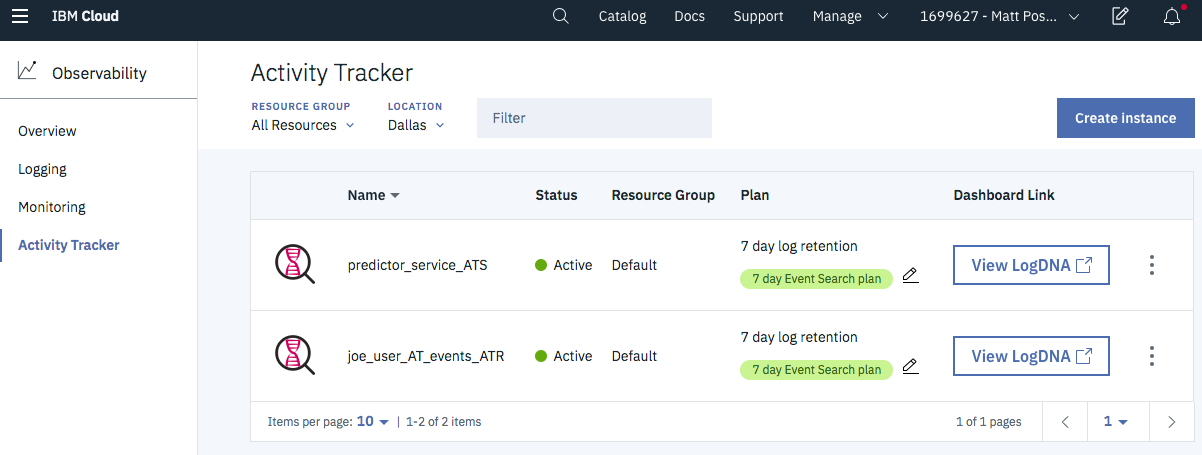 IBM Cloud Catalog Docs Support Manage 1699627 - Matt Pos...
Observability
Overview
Logging
Monitoring
Activity Tracker
Activity Tracker
RESOURCE GROUP LOCATION
All Resources Dallas Filter Create instance
Name Status Resource Group Plan Dashboard Link
7 day log retention
predictor_service_ATS Active Default View LogDNA
7 day Event Search plan
7 day log retention
joe_user_AT_events_ATR Active Default View LogDNA
7 day Event Search plan
Items per page: 10 | 1-2 of 2 items 1 of 1 pages 1